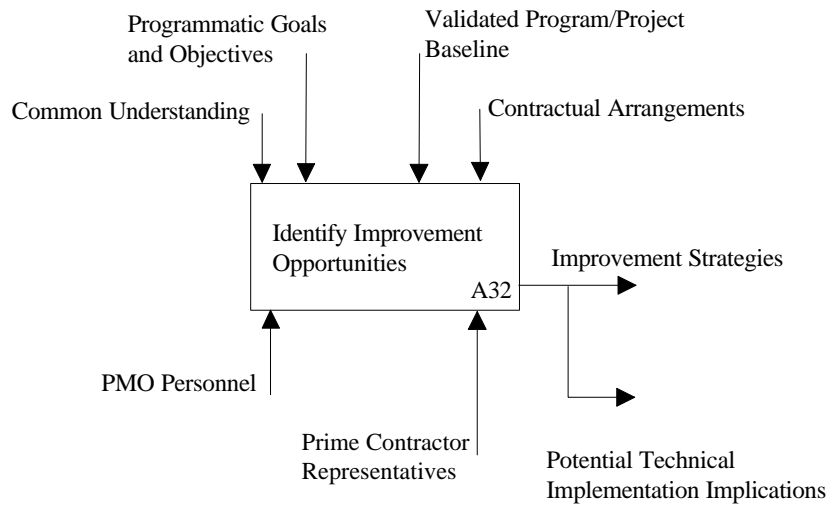 Programmatic Goals
and Objectives
Validated Program/Project
Baseline
Common Understanding
Contractual Arrangements
Identify Improvement
Opportunities
A32
Improvement Strategies
PMO Personnel
Prime Contractor
Representatives
Potential Technical
Implementation Implications